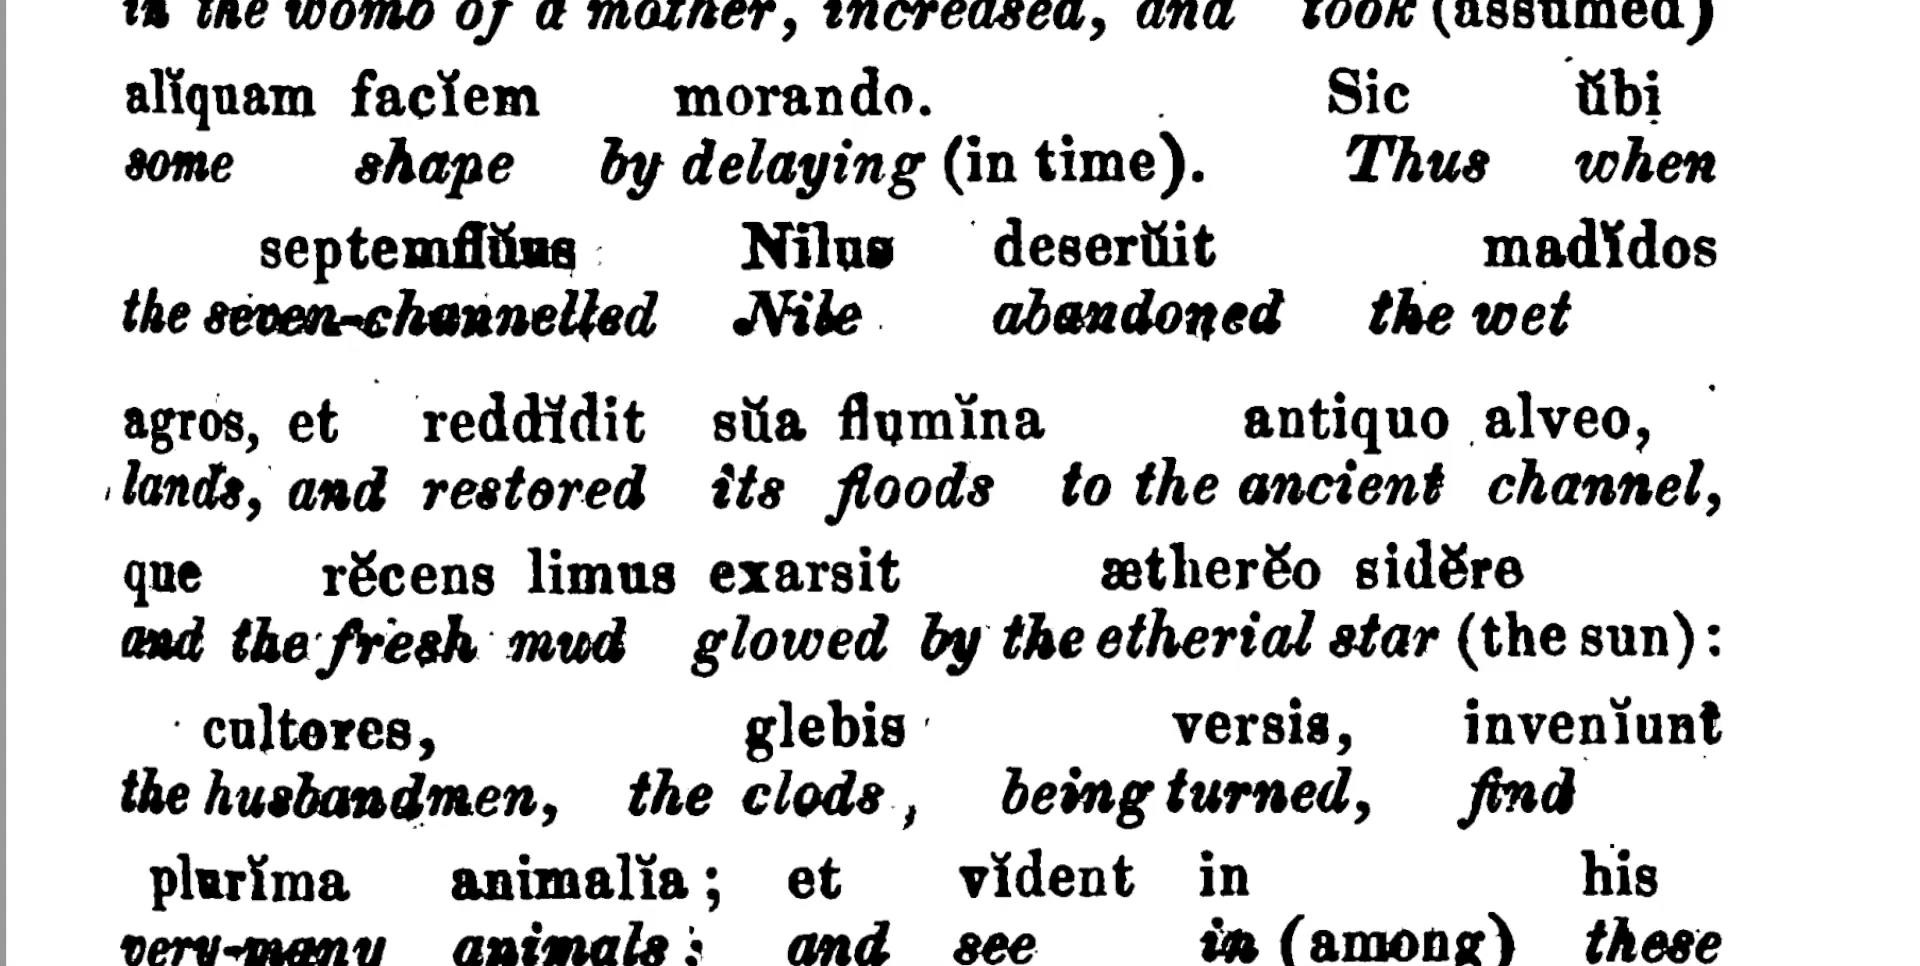 in the womb of a mother, increased, and took (assumed)
alĭquam facĭem morando. Sic ŭbi
some shape by delaying (in time). Thus when
septemflŭus Nilus deserŭit madĭdos
the seven-channelled Nile abandoned the wet
agros, et reddĭdit sŭa flumĭna antiquo alveo,
lands, and restored its floods to the ancient channel,
que rĕcens limus exarsitætherĕo sidĕre
and the fresh mud glowed by the etherial star (the sun):
cultores, glebis versis, invenĭunt
the husbandmen, the clods, being turned, find
plurĭma animalĭa; et vĭdent in his
very-many animals; and see in (among) these